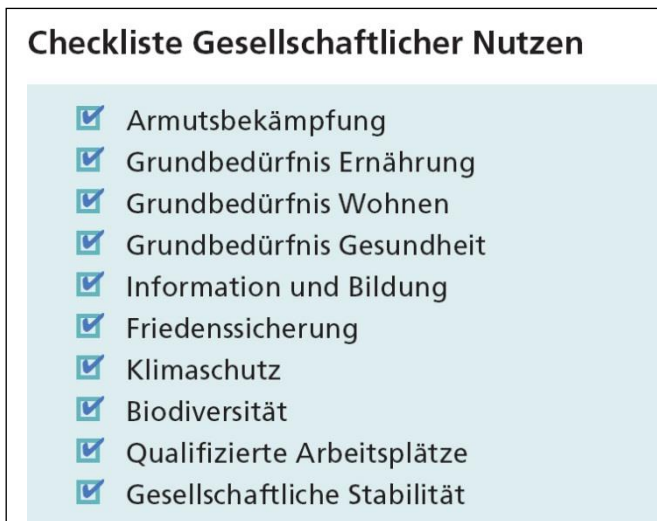 Checkliste Gesellschaftlicher Nutzen
Armutsbekämpfung
Grundbedürfnis Ernährung
Grundbedürfnis Wohnen
Grundbedürfnis Gesundheit
Information und Bildung
Friedenssicherung
Klimaschutz
Biodiversität
Qualifizierte Arbeitsplätze
Gesellschaftliche Stabilität